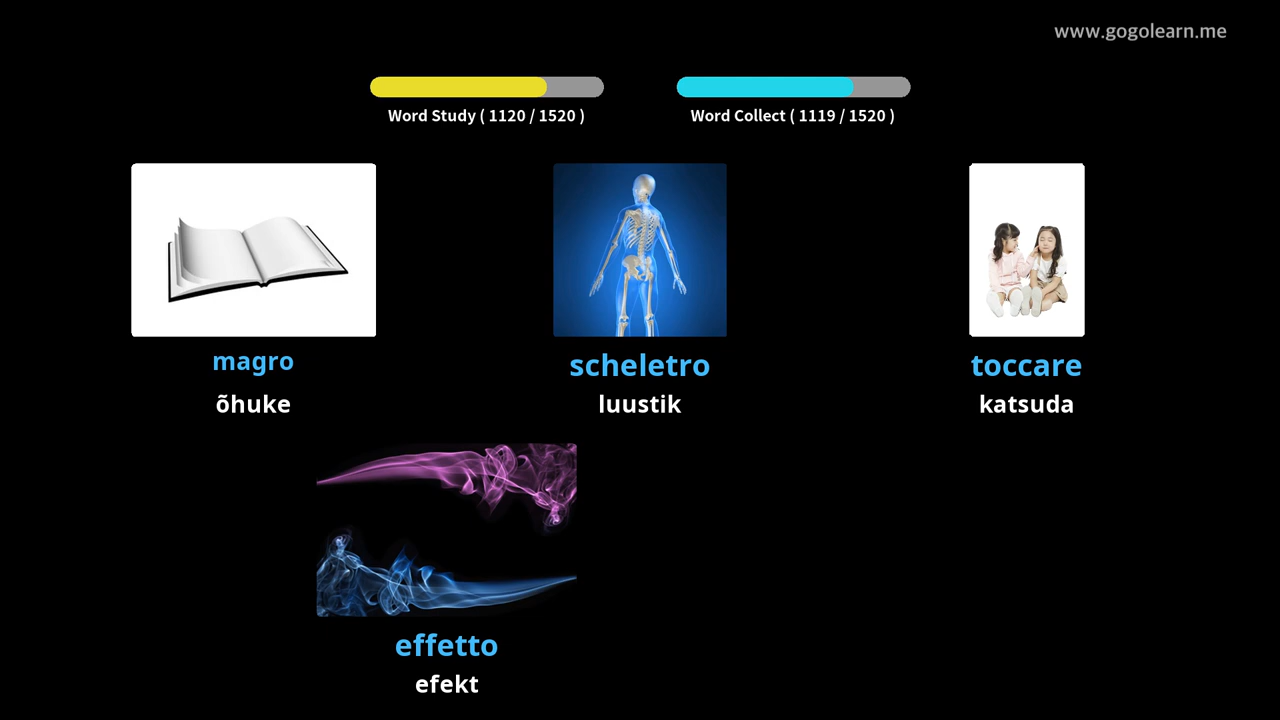 www.gogolearn.me
Word Study ( 1120 / 1520 )
Word Collect ( 1119 / 1520 )
magro
õhuke
scheletro
luustik
toccare
katsuda
effetto
efekt